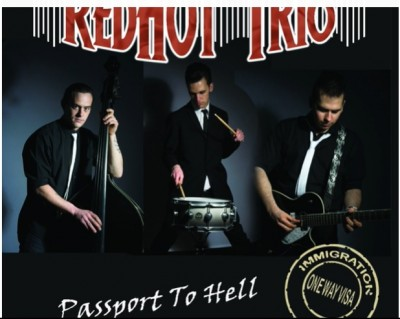 REDHOT TRIO
Passport To Hell
IMMIGRATION
ONE WAY VISA